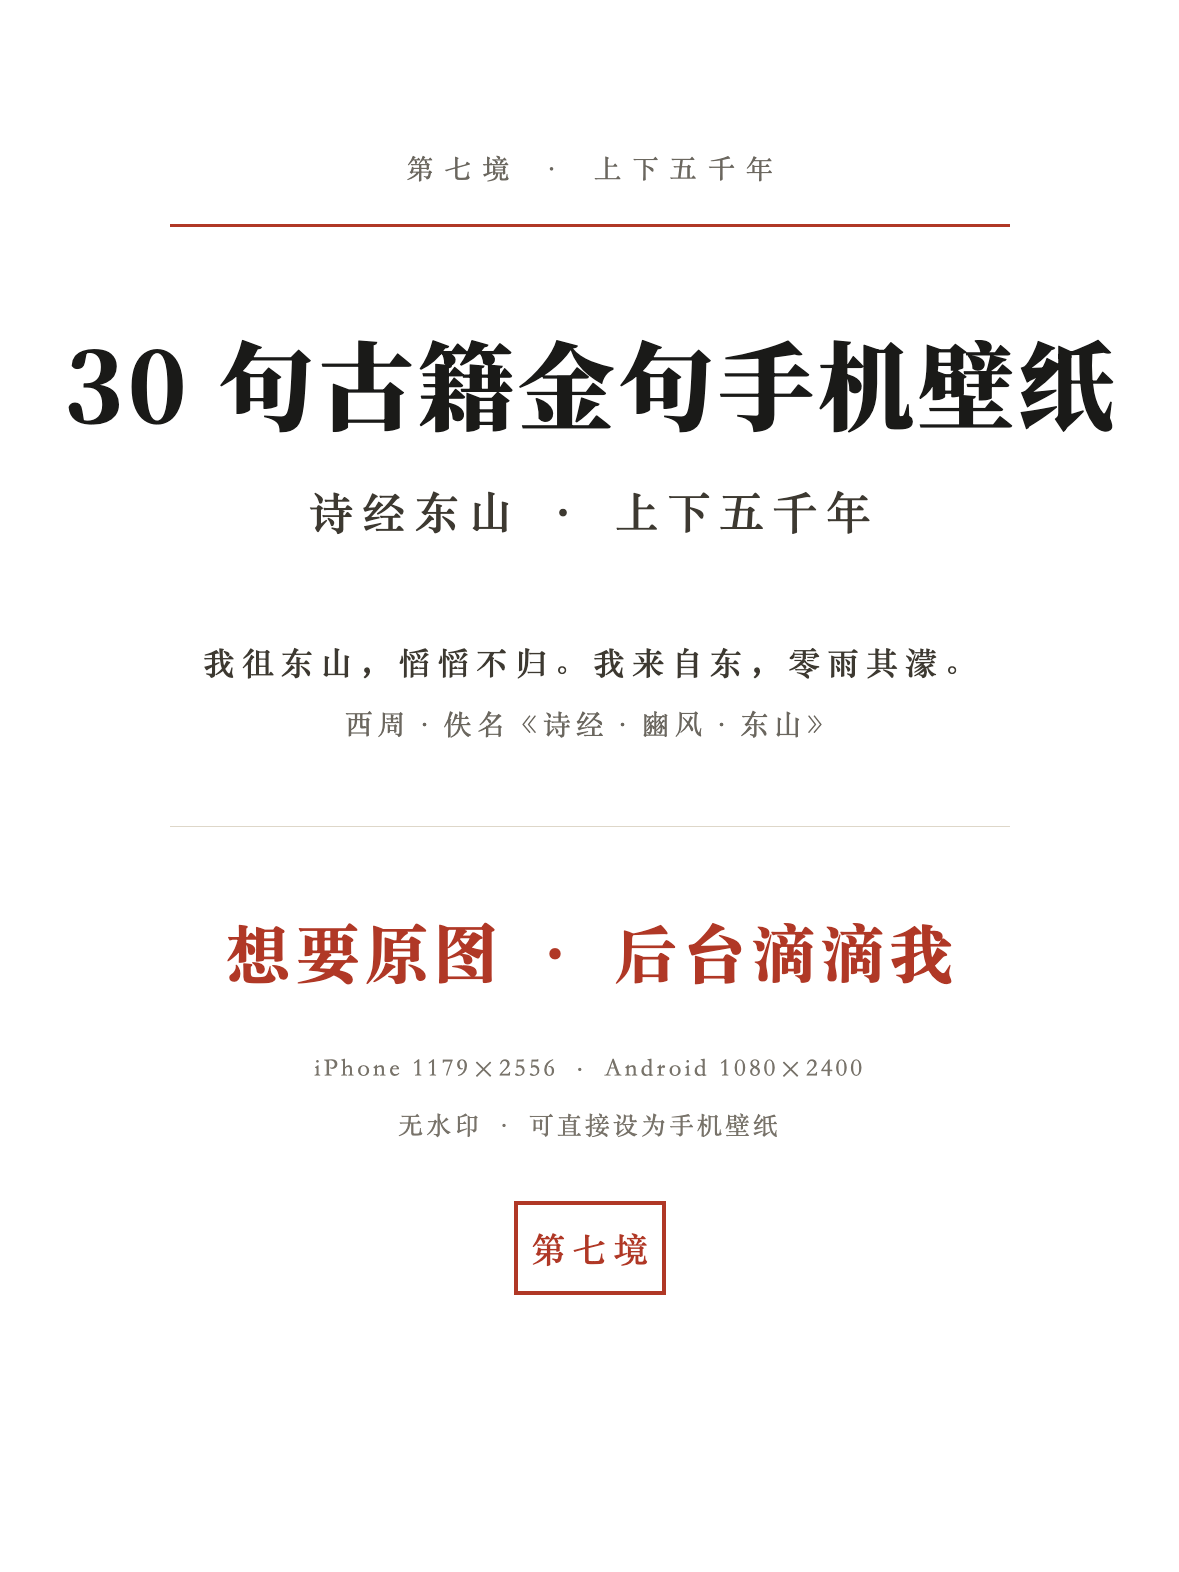 第七境 · 上下五千年
30 句古籍金句手机壁纸
诗经东山 · 上下五千年
我徂东山，慆慆不归。我来自东，零雨其濛。
西周 · 佚名《诗经 · 豳风 · 东山》
想要原图 · 后台滴滴我
iPhone 1179×2556 · Android 1080×2400
无水印 · 可直接设为手机壁纸
第七境